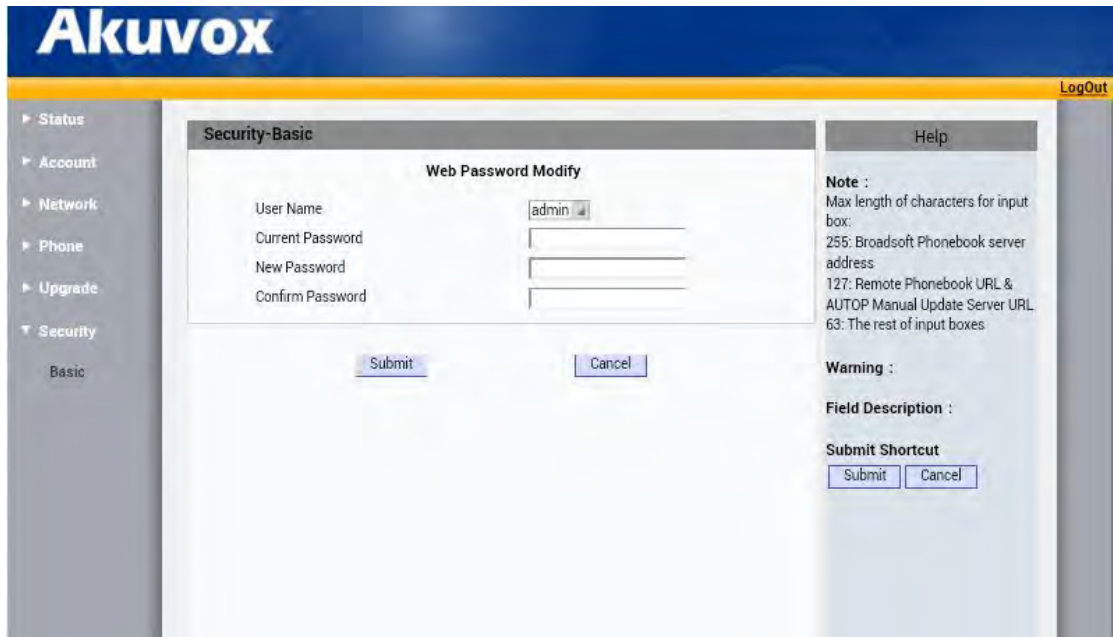 Akuvox
LogOut
Status
Account
Network
Phone
Upgrade
Security
Basic
Security-Basic
Web Password Modify
User Name
admin
Current Password
New Password
Confirm Password
Submit
Cancel
Help
Note :
Max length of characters for input
box:
255: Broadsoft Phonebook server
address
127: Remote Phonebook URL &
AUTOP Manual Update Server URL
63: The rest of input boxes
Warning :
Field Description :
Submit Shortcut
Submit
Cancel